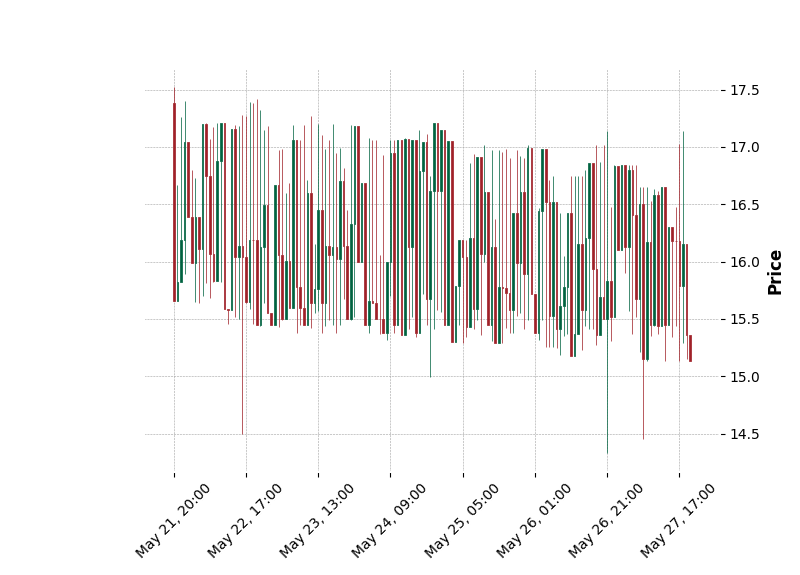 17.5
17.0
16.5
16.0
15.5
15.0
14.5
Price
May 21, 20:00
May 22, 17:00
May 23, 13:00
May 24, 09:00
May 25, 05:00
May 26, 01:00
May 26, 21:00
May 27, 17:00